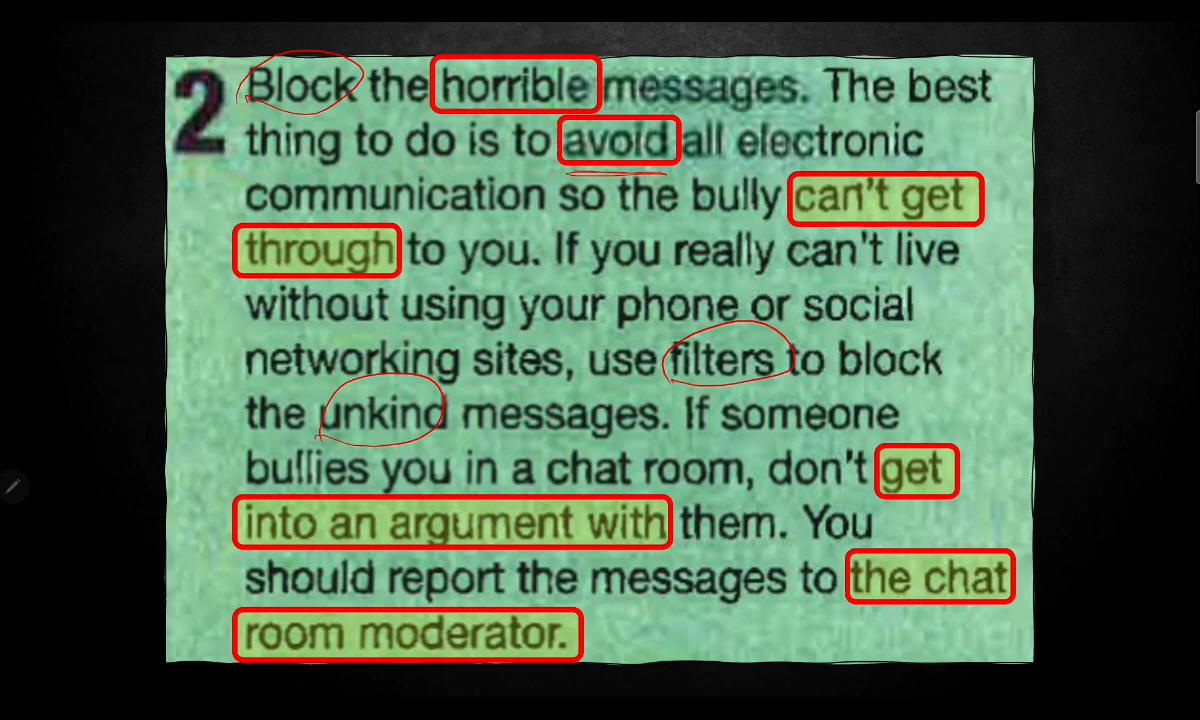 2 Block the horrible messages. The best
thing to do is to avoid all electronic
communication so the bully can't get
through to you. If you really can't live
without using your phone or social
networking sites, use filters to block
the unkind messages. If someone
bullies you in a chat room, don't get
into an argument with them. You
should report the messages to the chat
room moderator.